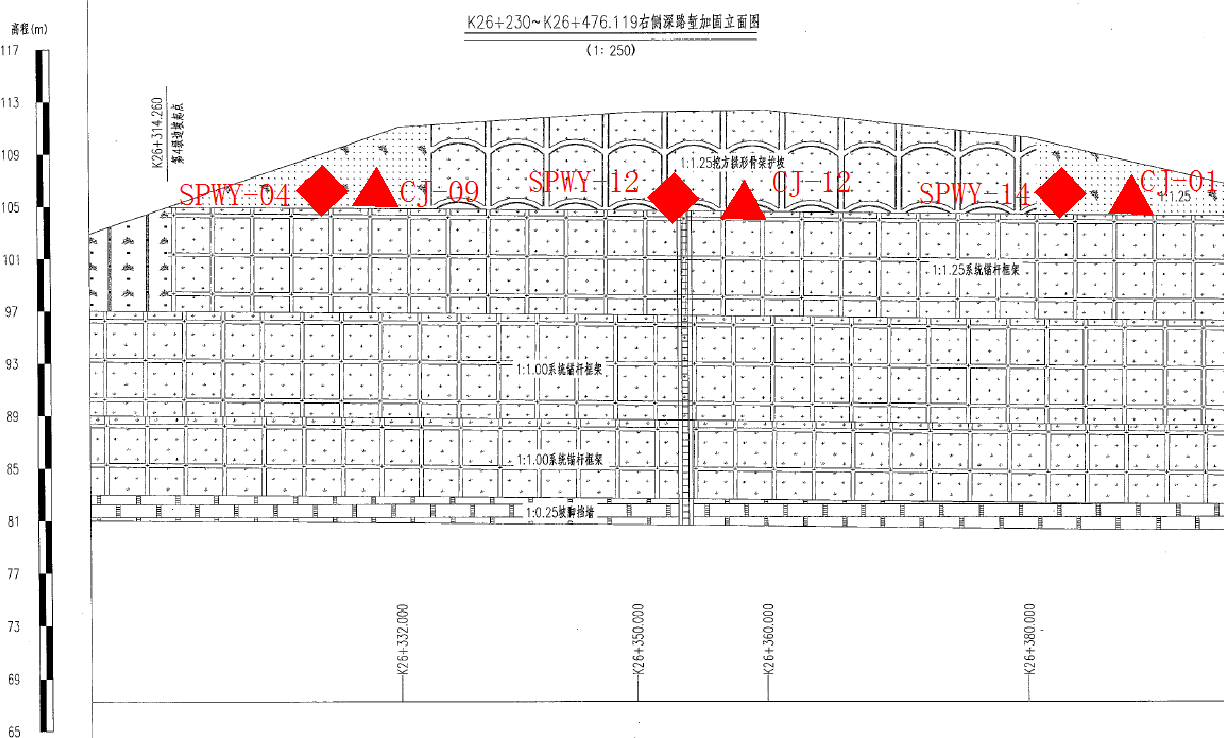 K26+230~K26+476.119右侧深路堑加固立面图
(1: 250)
高程(m)
117
113
109
105
101
97
93
89
85
81
77
73
69
65
K26+314.260
第4级边坡起点
1:1.25挖方拱形骨架护坡
SPWY-04
CJ-09
SPWY-12
CJ-12
SPWY-14
CJ-01
1:1.25
1:1.25系统锚杆框架
1:1.00系统锚杆框架
1:1.00系统锚杆框架
1:0.25坡脚挡墙
K26+332.000
K26+350.000
K26+360.000
K26+380.000